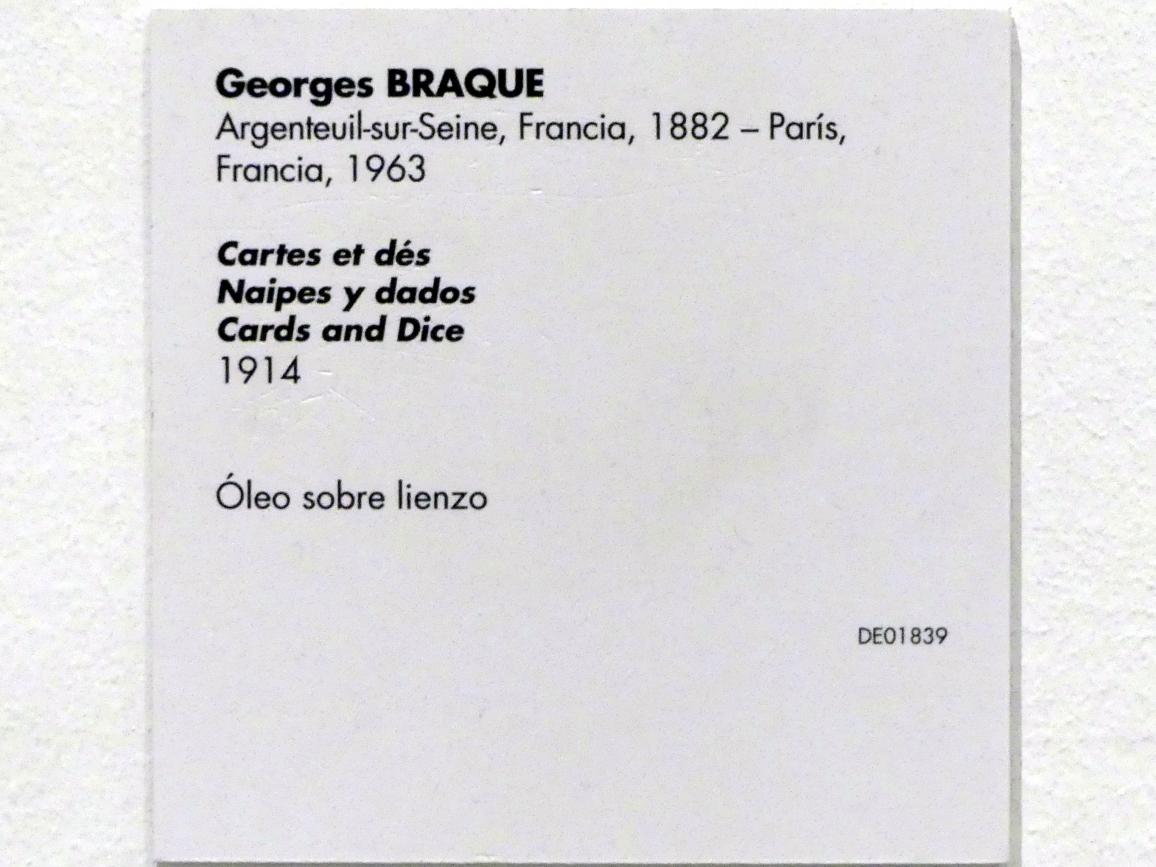 Georges BRAQUE
Argenteuil-sur-Seine, Francia, 1882 – París,
Francia, 1963
Cartes et dés
Naipes y dados
Cards and Dice
1914
Óleo sobre lienzo
DE01839